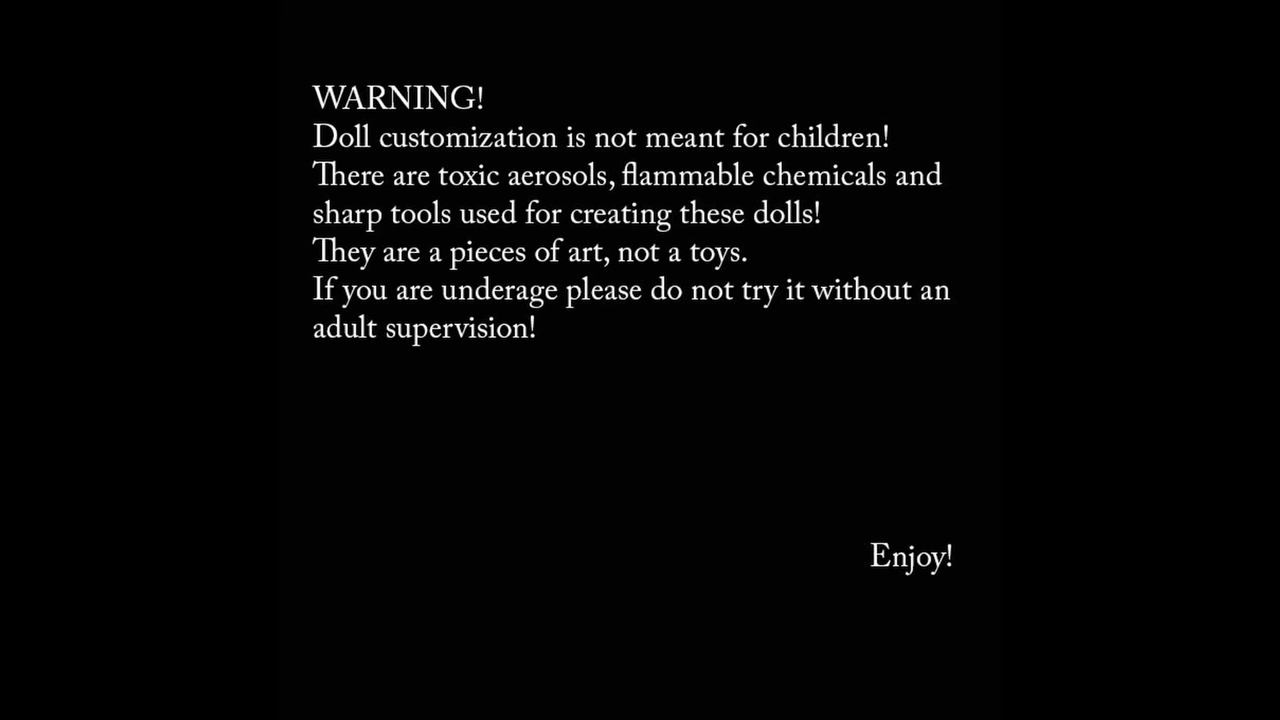 WARNING!
Doll customization is not meant for children!
There are toxic aerosols, flammable chemicals and
sharp tools used for creating these dolls!
They are a pieces of art, not a toys.
If you are underage please do not try it without an
adult supervision!
Enjoy!